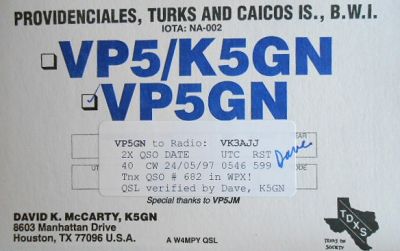 PROVIDENCIALES, TURKS AND CAICOS IS., B.W.I.
IOTA: NA-002
VP5/K5GN
VP5GN
VP5GN to Radio: VK3AJJ
2X QSO DATE UTC RST
40 CW 24/05/97 0546 599
Tnx QSO # 682 in WPX!
QSL verified by Dave, K5GN
Dave
Special thanks to VP5JM
DAVID K. McCARTY, K5GN
8603 Manhattan Drive
Houston, TX 77096 U.S.A.
A W4MPY QSL
TDXS
SOCIETY